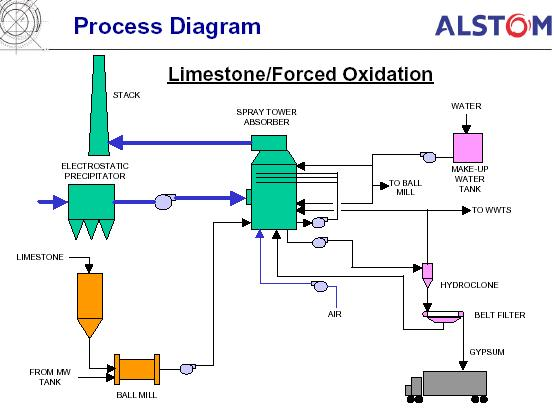 Process Diagram
ALSTOM
Limestone/Forced Oxidation
STACK
SPRAY TOWER
ABSORBER
WATER
ELECTROSTATIC
PRECIPITATOR
MAKE-UP
WATER
TANK
TO BALL
MILL
TO WWTS
LIMESTONE
HYDROCLONE
AIR
BELT FILTER
GYPSUM
FROM MW
TANK
BALL MILL